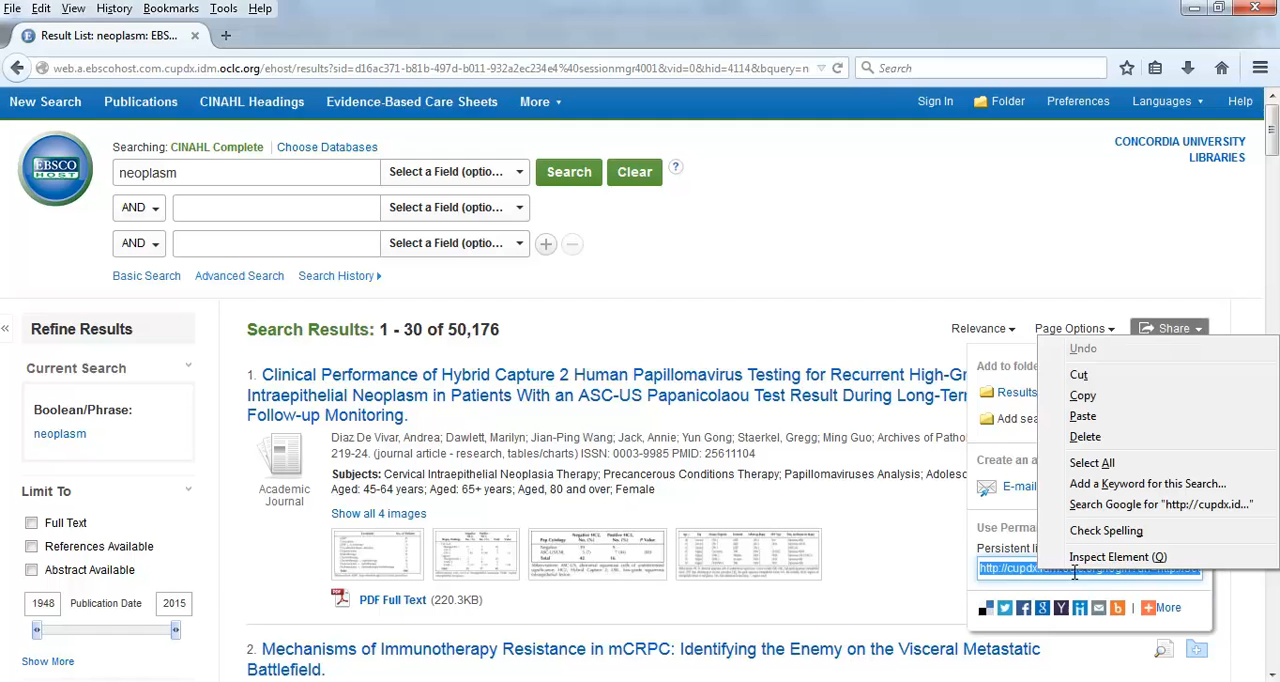 File Edit View History Bookmarks Tools Help
Result List: neoplasm: EBS...
web.a.ebscohost.com.cupdx.idm.oclc.org/ehost/results?sid=d16ac371-b81b-497d-b011-932a2ec234e4%40sessionmgr4001&vid=0&hid=4114&bquery=n
Search
New Search Publications CINAHL Headings Evidence-Based Care Sheets More Sign In Folder Preferences Languages Help
EBSCO HOST
Searching: CINAHL Complete Choose Databases
CONCORDIA UNIVERSITY LIBRARIES
neoplasm Select a Field (optio... Search Clear ?
AND Select a Field (optio...
AND Select a Field (optio...
Basic Search Advanced Search Search History
« Refine Results
Current Search
Boolean/Phrase:
neoplasm
Limit To
Full Text
References Available
Abstract Available
1948 Publication Date 2015
Show More
Search Results: 1 - 30 of 50,176
Relevance Page Options Share
1. Clinical Performance of Hybrid Capture 2 Human Papillomavirus Testing for Recurrent High-Gr
Intraepithelial Neoplasm in Patients With an ASC-US Papanicolaou Test Result During Long-Term
Follow-up Monitoring.
Diaz De Vivar, Andrea; Dawlett, Marilyn; Jian-Ping Wang; Jack, Annie; Yun Gong; Staerkel, Gregg; Ming Guo; Archives of Patho
219-24. (journal article - research, tables/charts) ISSN: 0003-9985 PMID: 25611104
Academic Journal
Subjects: Cervical Intraepithelial Neoplasia Therapy; Precancerous Conditions Therapy; Papillomaviruses Analysis; Adolesc
Aged: 45-64 years; Aged: 65+ years; Aged, 80 and over; Female
Show all 4 images
PDF Full Text (220.3KB)
2. Mechanisms of Immunotherapy Resistance in mCRPC: Identifying the Enemy on the Visceral Metastatic
Battlefield.
Add to folde
Results
Add sea
Create an a
E-mail
Use Perma
Persistent li
More
Undo
Cut
Copy
Paste
Delete
Select All
Add a Keyword for this Search...
Search Google for "http://cupdx.id..."
Check Spelling
Inspect Element (Q)